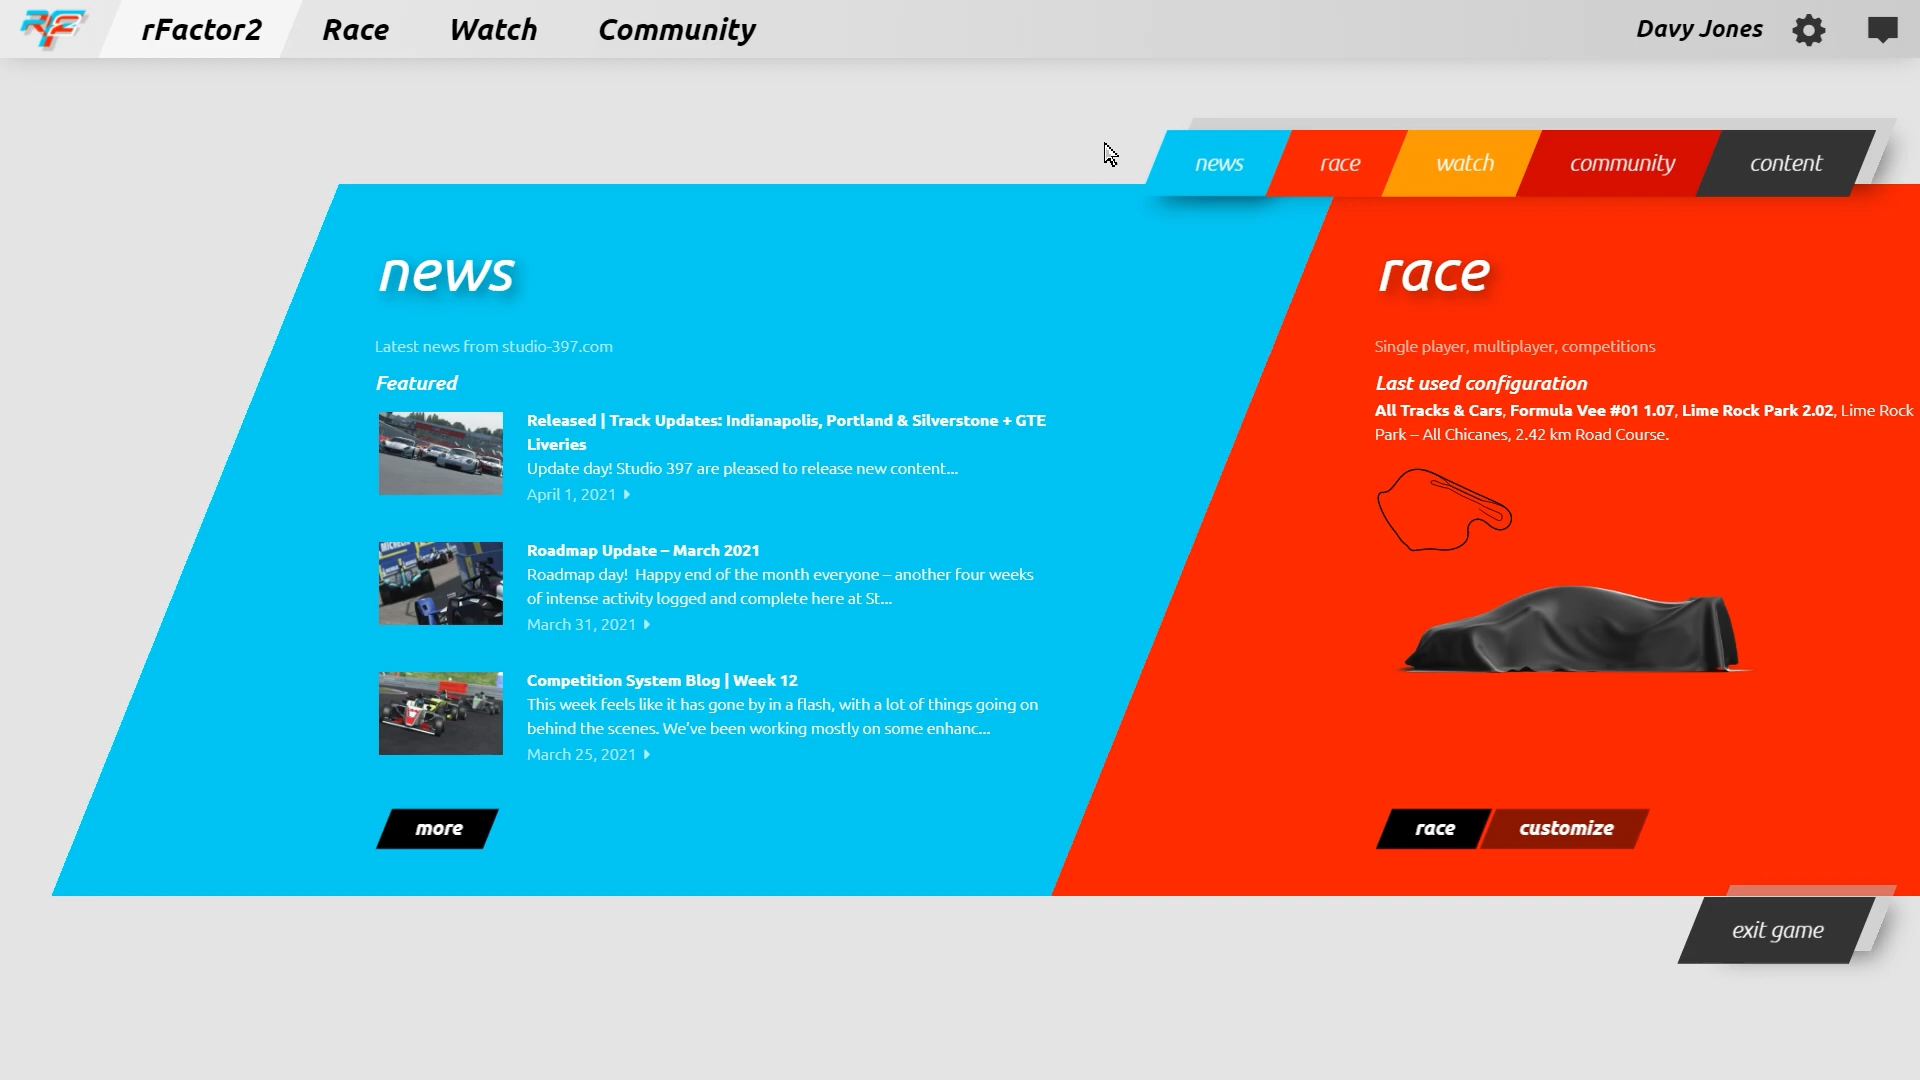 rFactor2 Race Watch Community Davy Jones
news race watch community content
news
Latest news from studio-397.com
Featured
Released | Track Updates: Indianapolis, Portland & Silverstone + GTE
Liveries
Update day! Studio 397 are pleased to release new content...
April 1, 2021
Roadmap Update – March 2021
Roadmap day!  Happy end of the month everyone – another four weeks
of intense activity logged and complete here at St...
March 31, 2021
Competition System Blog | Week 12
This week feels like it has gone by in a flash, with a lot of things going on
behind the scenes. We’ve been working mostly on some enhanc...
March 25, 2021
more
race
Single player, multiplayer, competitions
Last used configuration
All Tracks & Cars, Formula Vee #01 1.07, Lime Rock Park 2.02, Lime Rock
Park – All Chicanes, 2.42 km Road Course.
race customize
exit game